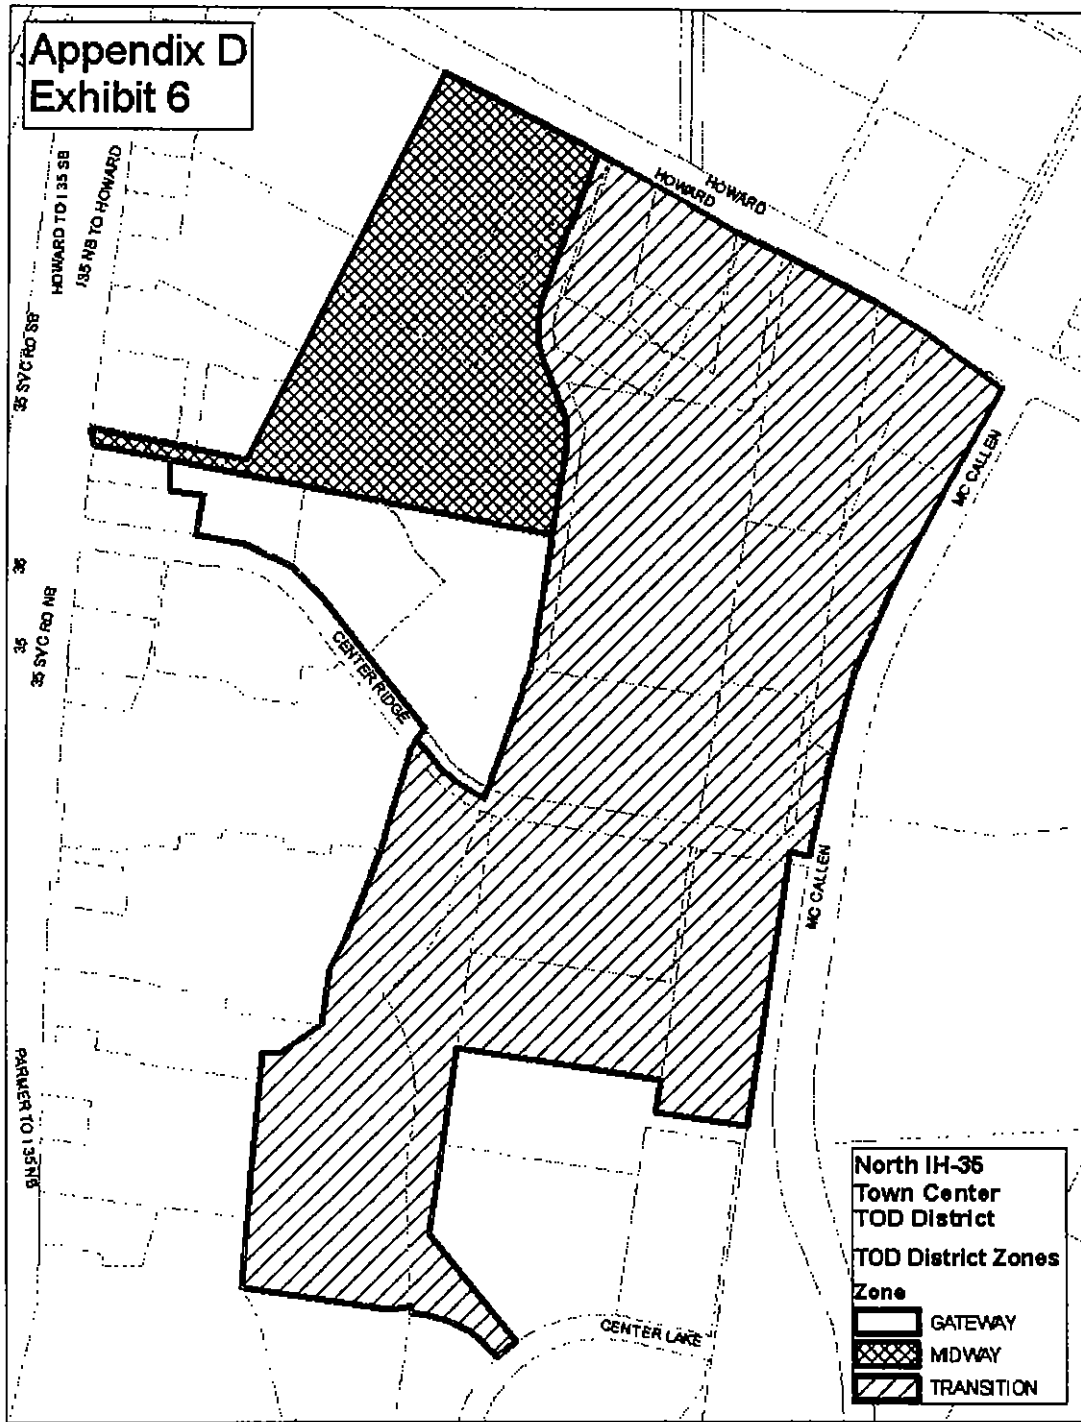 Appendix D
Exhibit 6
HOWARD TO I 35 SB
I35 NB TO HOWARD
HOWARD
HOWARD
35 SVC RD SB
MC CALLEN
35
35
35 SVC RD NB
CENTER RIDGE
MC CALLEN
PARMER TO I 35 NB
CENTER LAKE
North IH-35
Town Center
TOD District
TOD District Zones
Zone
GATEWAY
MIDWAY
TRANSITION